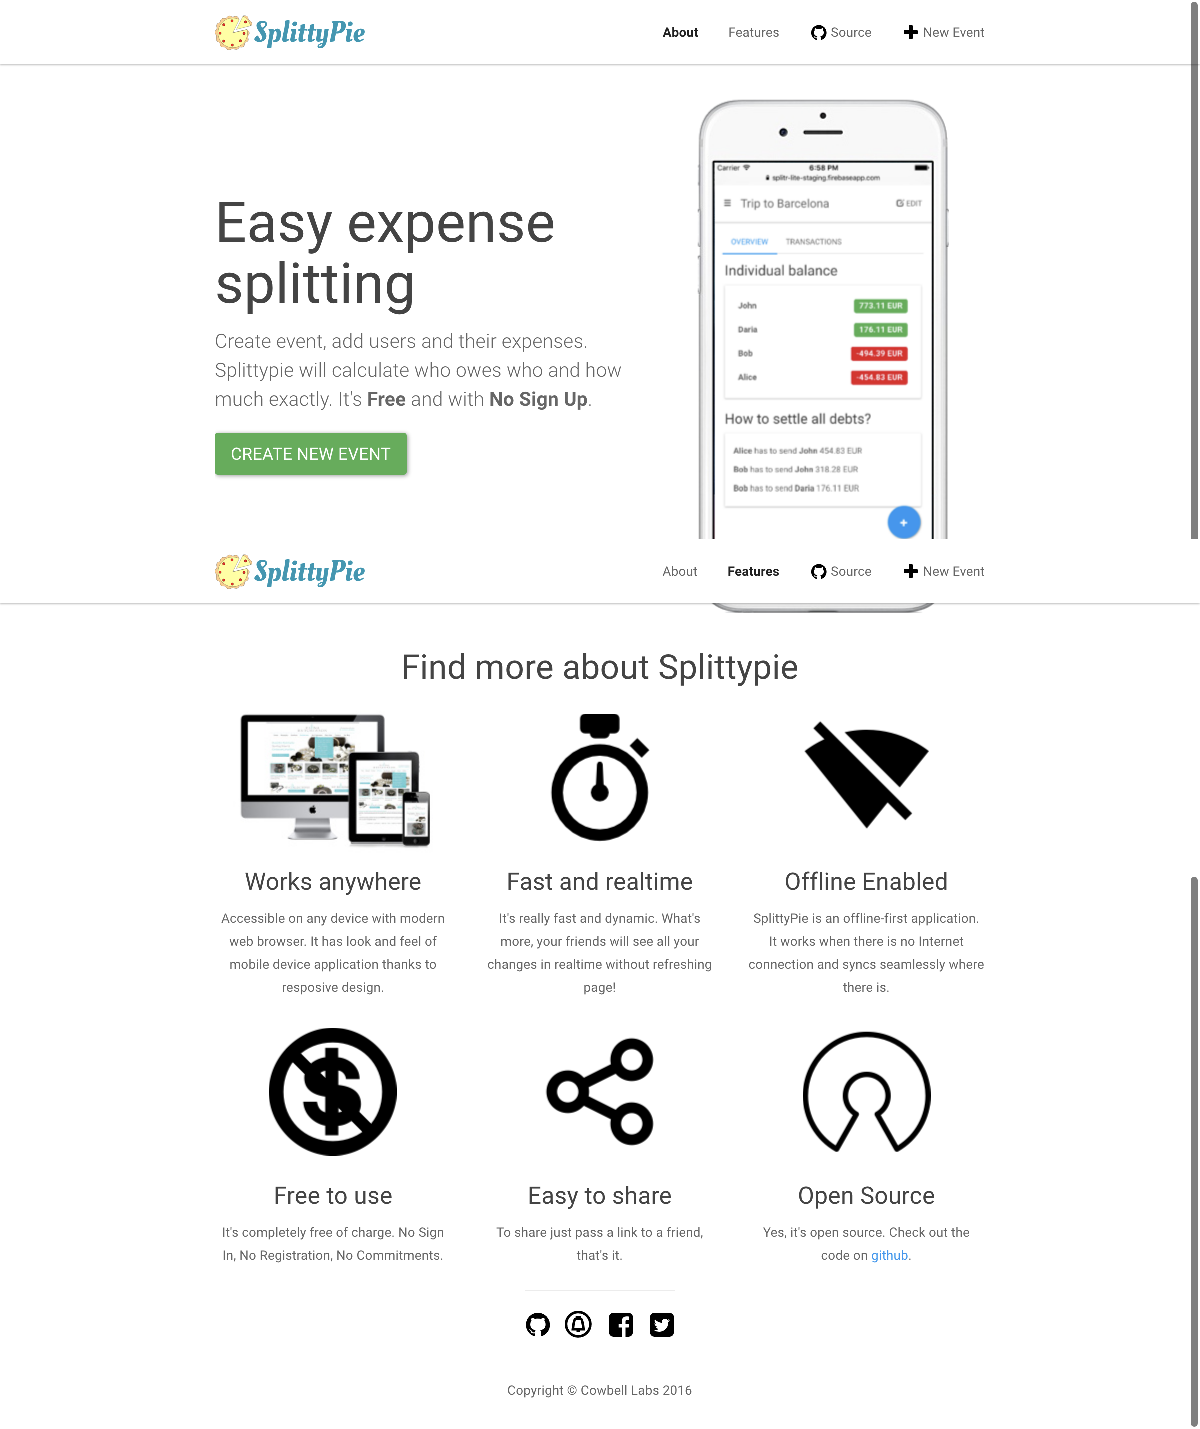 SplittyPie
About
Features
Source
New Event
Easy expense
splitting
Create event, add users and their expenses.
Splittypie will calculate who owes who and how
much exactly. It's Free and with No Sign Up.
CREATE NEW EVENT
Carrier
6:58 PM
splitr-lite-staging.firebaseapp.com
Trip to Barcelona
EDIT
OVERVIEW
TRANSACTIONS
Individual balance
John 773.11 EUR
Daria 176.11 EUR
Bob -494.39 EUR
Alice -454.83 EUR
How to settle all debts?
Alice has to send John 454.83 EUR
Bob has to send John 318.28 EUR
Bob has to send Daria 176.11 EUR
SplittyPie
About
Features
Source
New Event
Find more about Splittypie
Works anywhere
Accessible on any device with modern
web browser. It has look and feel of
mobile device application thanks to
resposive design.
Fast and realtime
It's really fast and dynamic. What's
more, your friends will see all your
changes in realtime without refreshing
page!
Offline Enabled
SplittyPie is an offline-first application.
It works when there is no Internet
connection and syncs seamlessly where
there is.
Free to use
It's completely free of charge. No Sign
In, No Registration, No Commitments.
Easy to share
To share just pass a link to a friend,
that's it.
Open Source
Yes, it's open source. Check out the
code on github.
Copyright © Cowbell Labs 2016